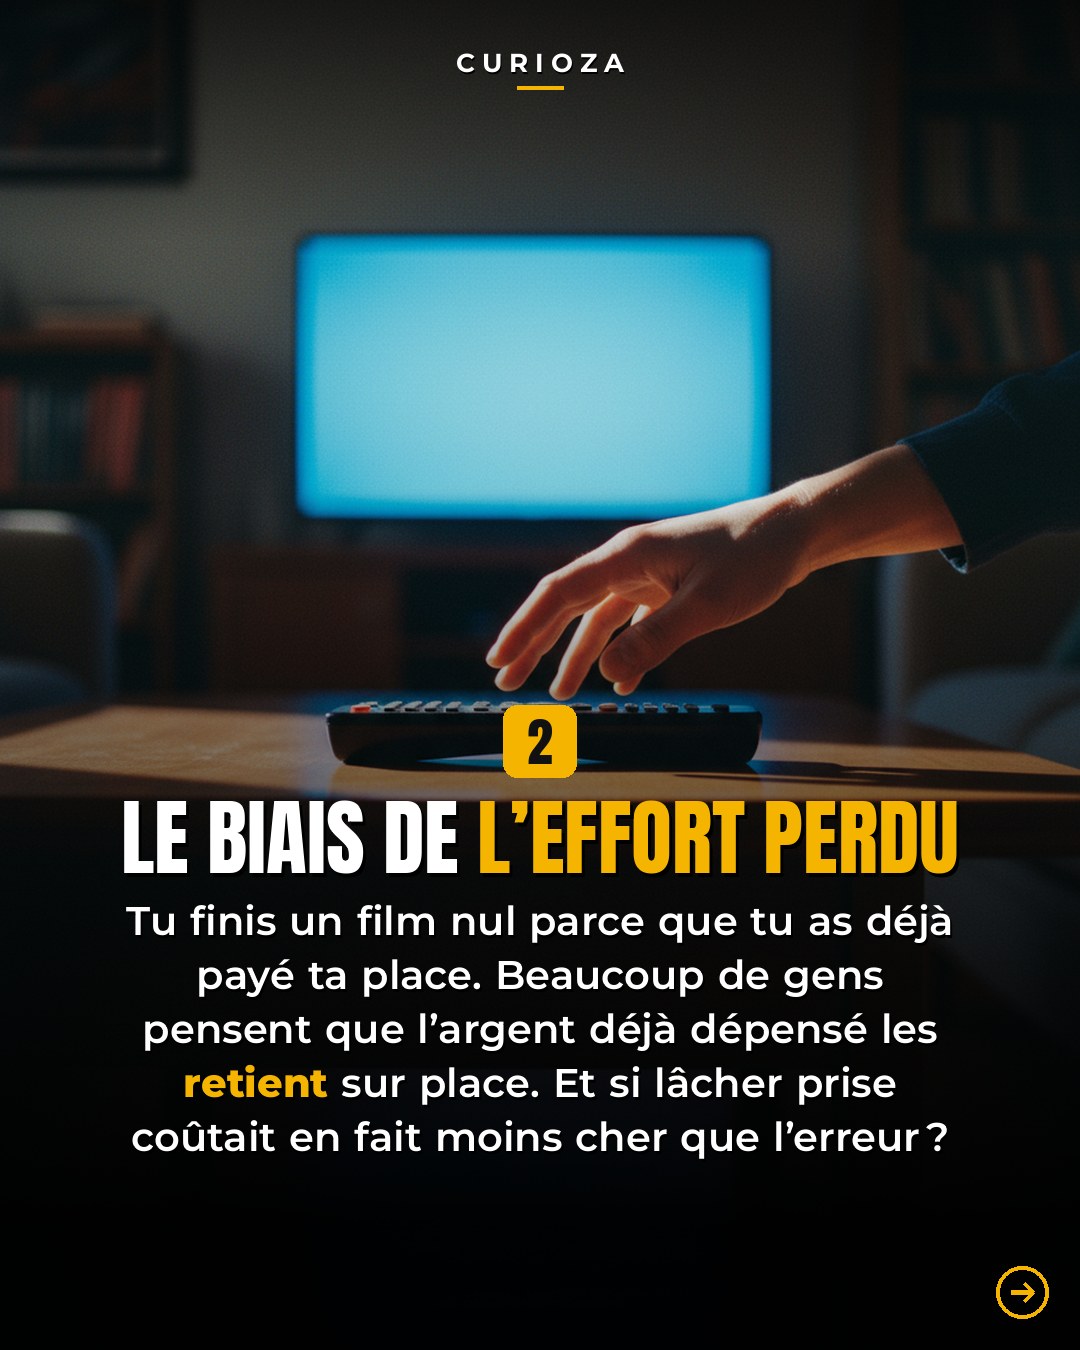 CURIOZA
2
LE BIAIS DE L’EFFORT PERDU
Tu finis un film nul parce que tu as déjà
payé ta place. Beaucoup de gens
pensent que l’argent déjà dépensé les
retient sur place. Et si lâcher prise
coûtait en fait moins cher que l’erreur ?